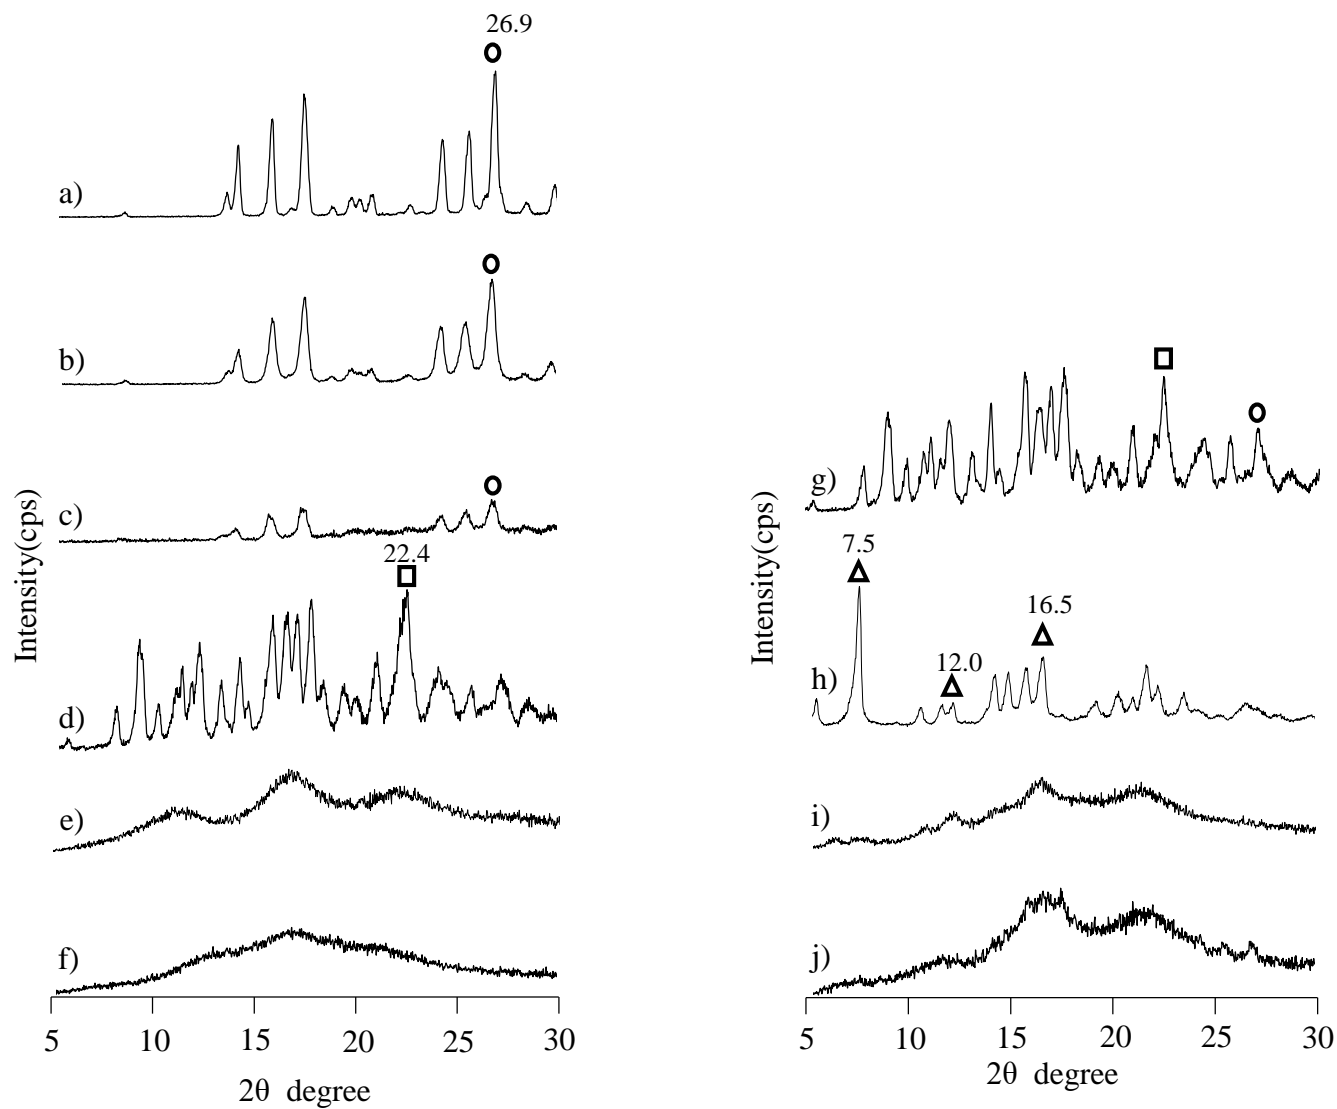 26.9
a)
b)
c)
22.4
d)
e)
f)
Intensity(cps)
5 10 15 20 25 30
2θ degree
g)
7.5
16.5
12.0
h)
i)
j)
Intensity(cps)
5 10 15 20 25 30
2θ degree